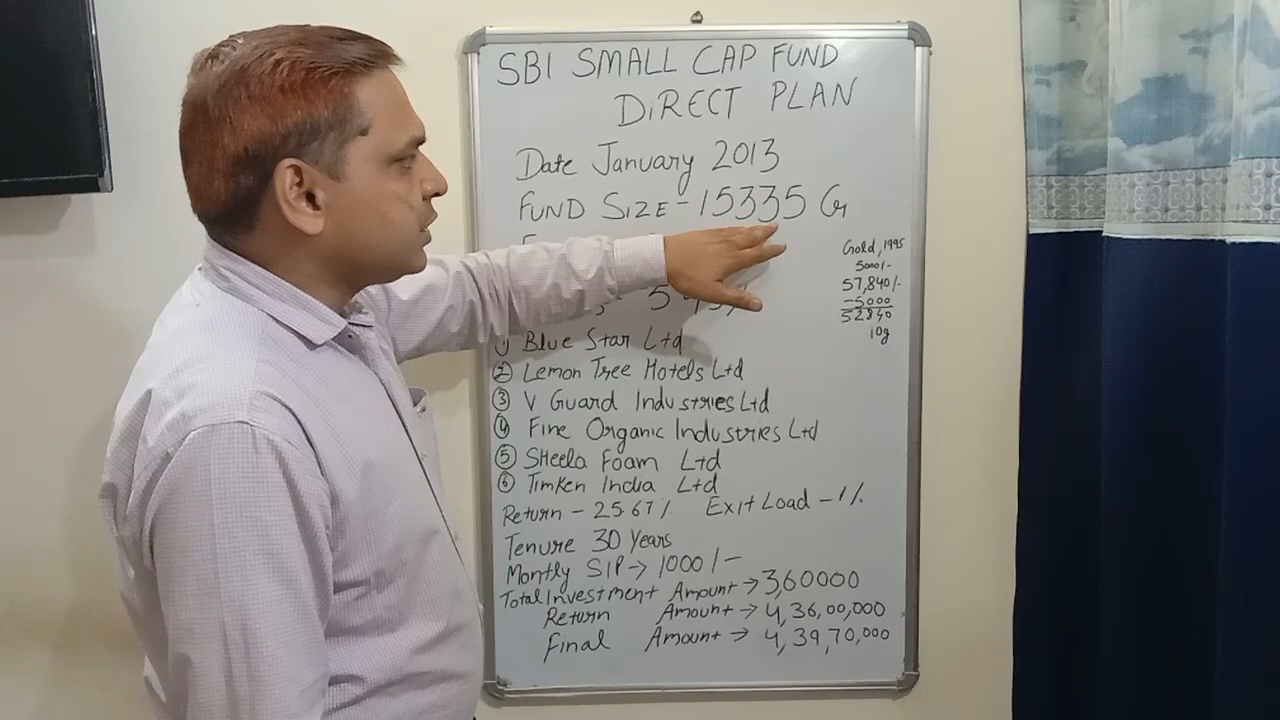 SBI SMALL CAP FUND
DIRECT PLAN
Date January 2013
FUND SIZE - 15335 Cr
Gold, 1995
5000/-
57,840/-
-5000
52840
10g
① Blue Star Ltd
② Lemon Tree Hotels Ltd
③ V Guard Industries Ltd
④ Fine Organic Industries Ltd
⑤ SHeela Foam Ltd
⑥ Timken India Ltd
Return - 25.67% Exit Load - 1%
Tenure 30 Years
Montly SIP → 1000/-
Total Investment Amount → 3,60000
Return Amount → 4,36,00,000
Final Amount → 4,39,70,000